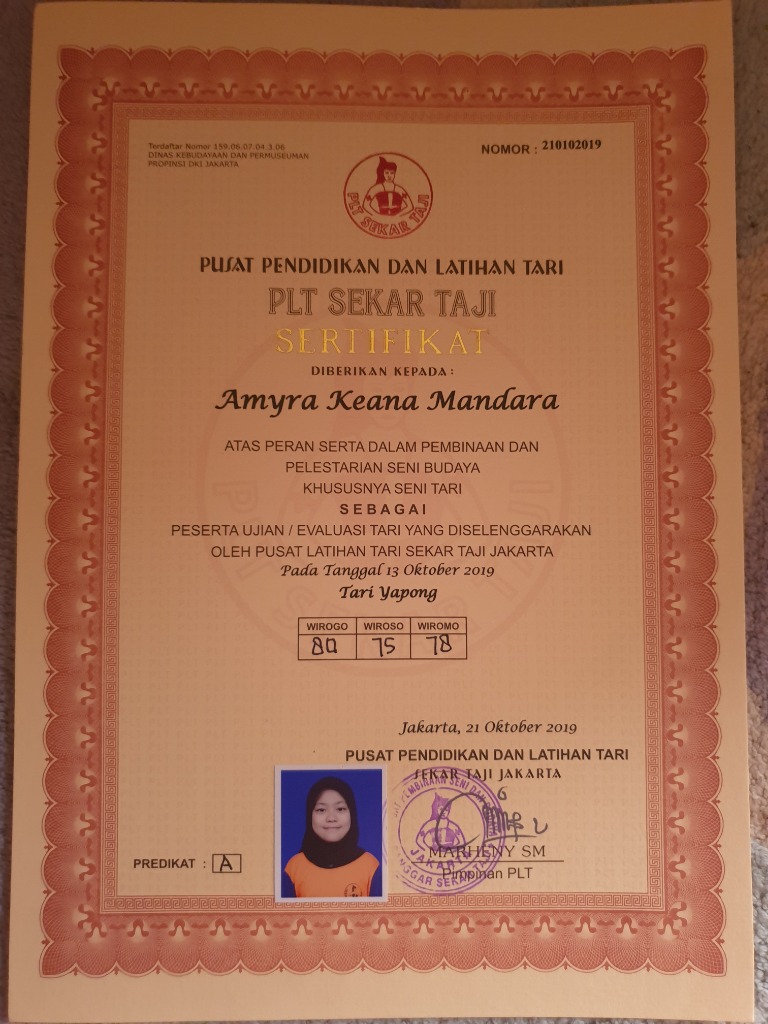 Terdaftar Nomor 159.06.07.04.3.06
DINAS KEBUDAYAAN DAN PERMUSEUMAN
PROPINSI DKI JAKARTA
NOMOR : 210102019
PLT SEKAR TAJI
PUSAT PENDIDIKAN DAN LATIHAN TARI
PLT SEKAR TAJI
SERTIFIKAT
DIBERIKAN KEPADA :
Amyra Keana Mandara
ATAS PERAN SERTA DALAM PEMBINAAN DAN
PELESTARIAN SENI BUDAYA
KHUSUSNYA SENI TARI
SEBAGAI
PESERTA UJIAN / EVALUASI TARI YANG DISELENGGARAKAN
OLEH PUSAT LATIHAN TARI SEKAR TAJI JAKARTA
Pada Tanggal 13 Oktober 2019
Tari Yapong
WIROGO WIROSO WIROMO
80 75 78
Jakarta, 21 Oktober 2019
PUSAT PENDIDIKAN DAN LATIHAN TARI
SEKAR TAJI JAKARTA
MARHENY SM
Pimpinan PLT
PREDIKAT : A